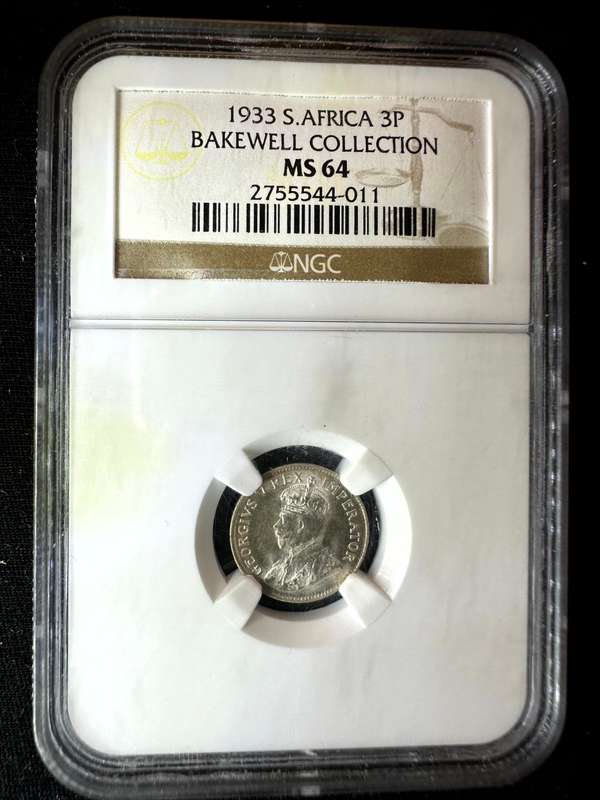 1933 S.AFRICA 3P
BAKEWELL COLLECTION
MS 64
2755544-011
NGC
GEORGIVS V REX IMPERATOR